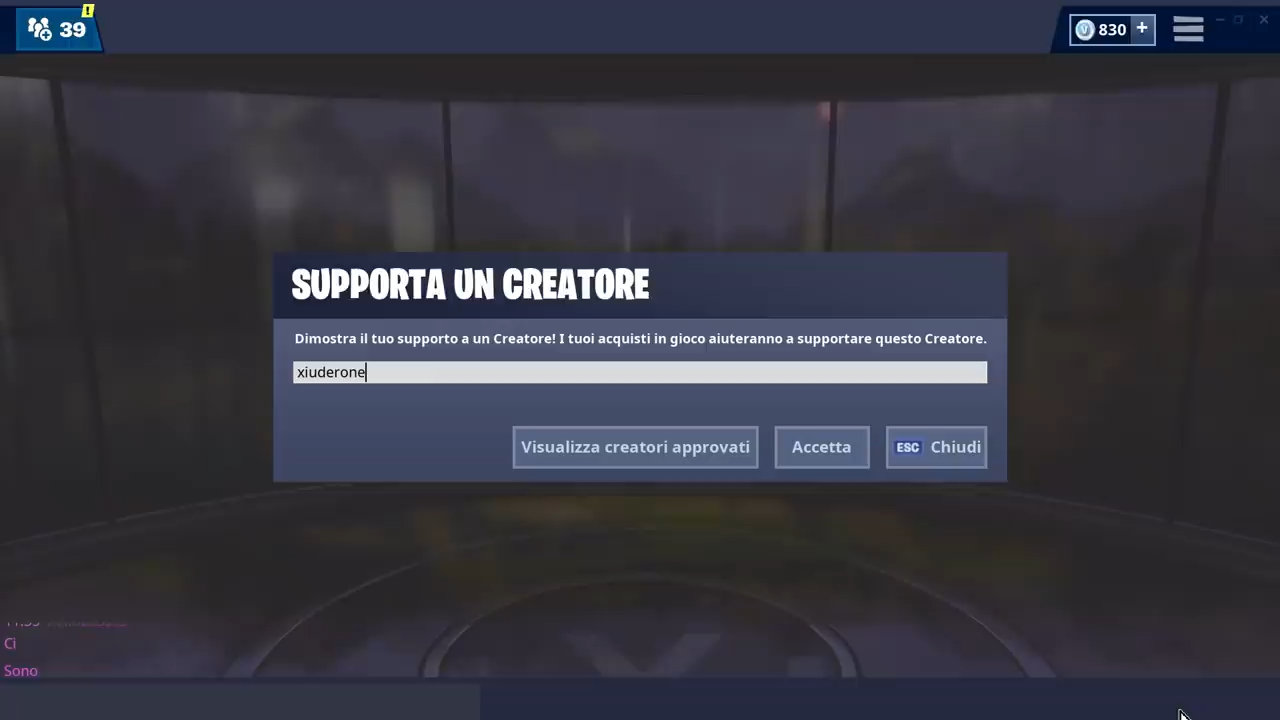 39
!
830 +
SUPPORTA UN CREATORE
Dimostra il tuo supporto a un Creatore! I tuoi acquisti in gioco aiuteranno a supportare questo Creatore.
xiuderone
Visualizza creatori approvati
Accetta
ESC Chiudi
Ci
Sono